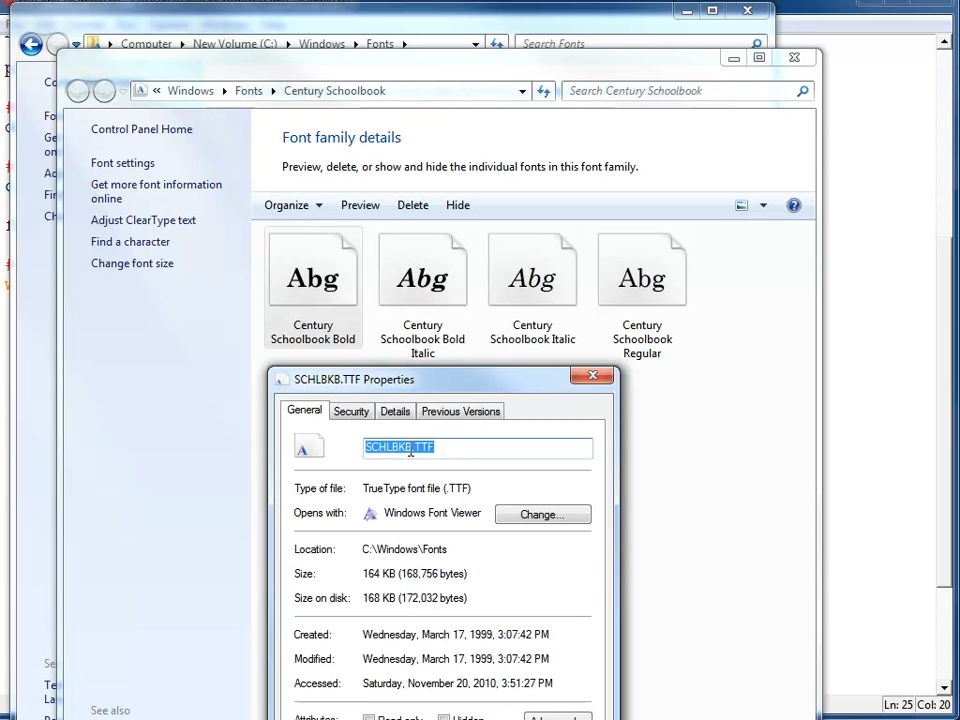 Computer New Volume (C:) Windows Fonts Search Fonts
« Windows Fonts Century Schoolbook Search Century Schoolbook
Control Panel Home
Font settings
Get more font information
online
Adjust ClearType text
Find a character
Change font size
See also
Font family details
Preview, delete, or show and hide the individual fonts in this font family.
Organize Preview Delete Hide
Abg Abg Abg Abg
Century
Schoolbook Bold
Century
Schoolbook Bold
Italic
Century
Schoolbook Italic
Century
Schoolbook
Regular
SCHLBKB.TTF Properties
General Security Details Previous Versions
A SCHLBKB.TTF
Type of file: TrueType font file (.TTF)
Opens with: Windows Font Viewer Change...
Location: C:\Windows\Fonts
Size: 164 KB (168,756 bytes)
Size on disk: 168 KB (172,032 bytes)
Created: Wednesday, March 17, 1999, 3:07:42 PM
Modified: Wednesday, March 17, 1999, 3:07:42 PM
Accessed: Saturday, November 20, 2010, 3:51:27 PM
Ln: 25 Col: 20